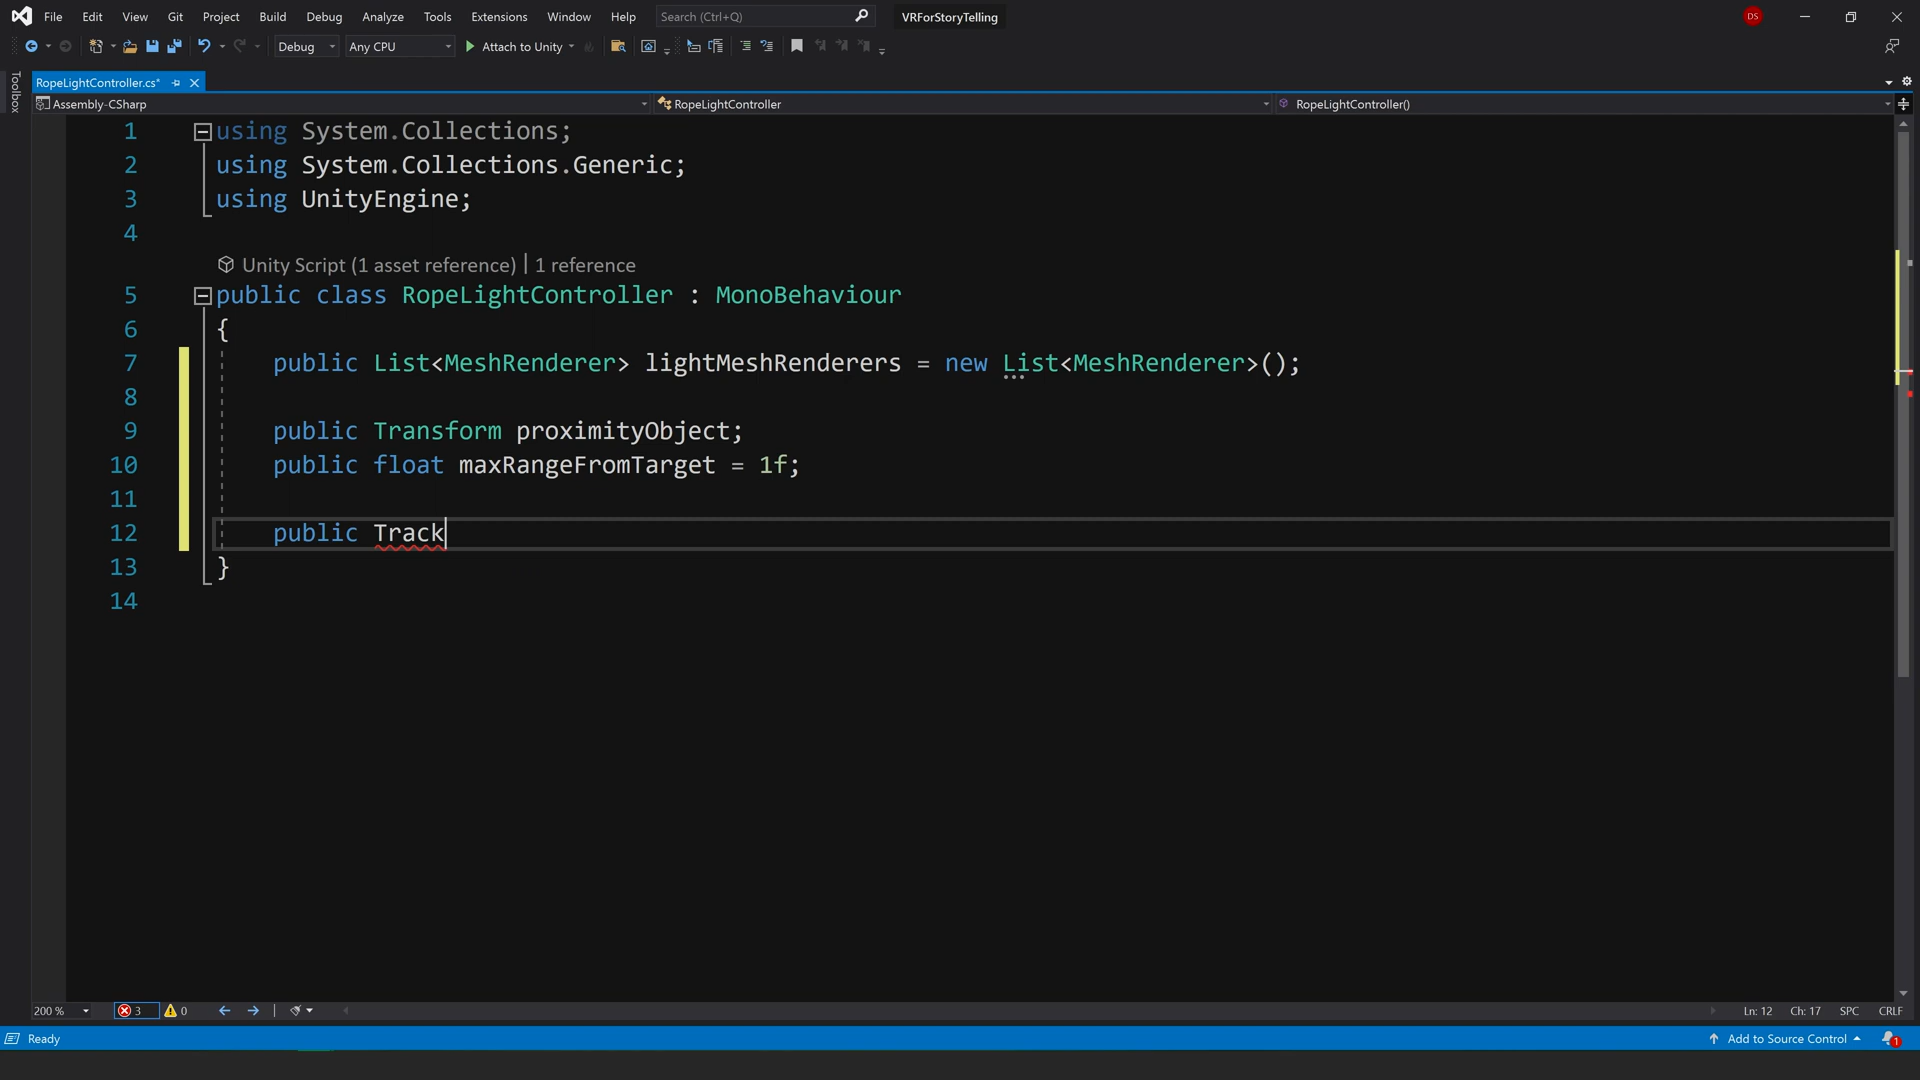 File Edit View Git Project Build Debug Analyze Tools Extensions Window Help Search (Ctrl+Q) VRForStoryTelling DS
Debug Any CPU Attach to Unity
Toolbox
RopeLightController.cs*
Assembly-CSharp RopeLightController RopeLightController()
1 using System.Collections;
2 using System.Collections.Generic;
3 using UnityEngine;
4
Unity Script (1 asset reference) | 1 reference
5 public class RopeLightController : MonoBehaviour
6 {
7 public List<MeshRenderer> lightMeshRenderers = new List<MeshRenderer>();
8
9 public Transform proximityObject;
10 public float maxRangeFromTarget = 1f;
11
12 public Track
13 }
14
200 % 3 0 Ln: 12 Ch: 17 SPC CRLF
Ready Add to Source Control 1